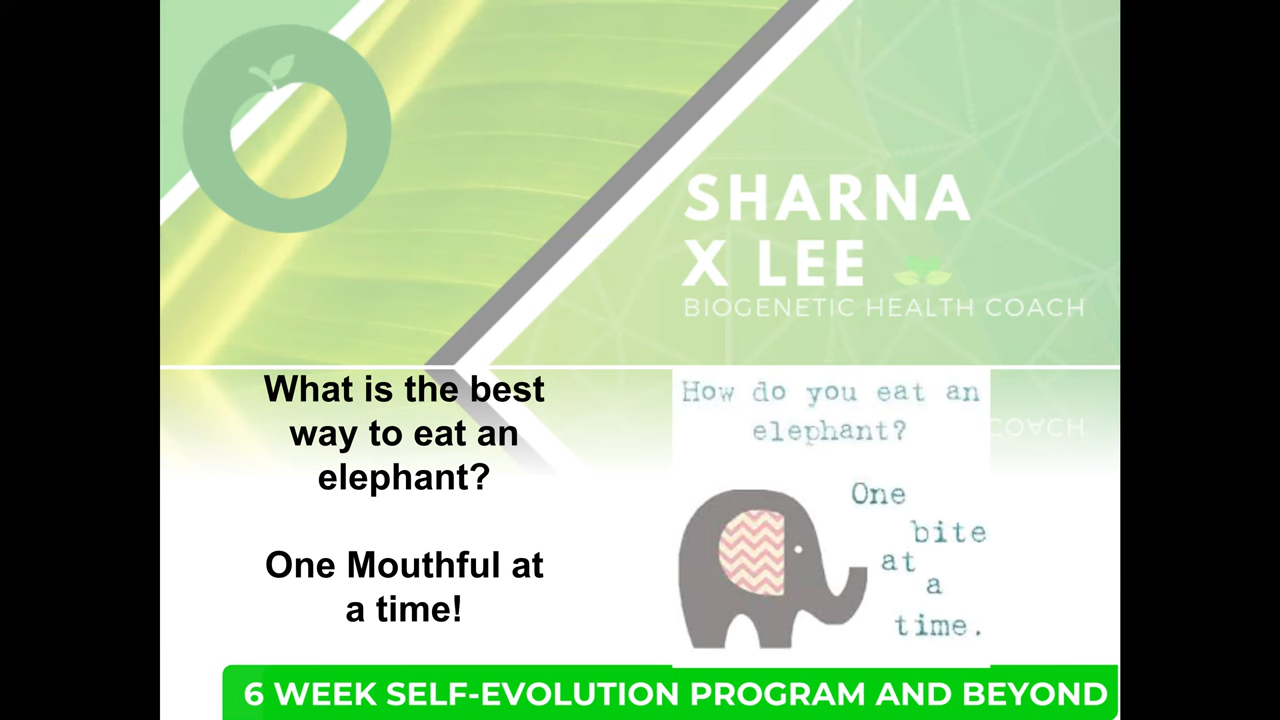 SHARNA
X LEE
BIOGENETIC HEALTH COACH
What is the best
way to eat an
elephant?
One Mouthful at
a time!
How do you eat an
elephant?
One
bite
at
a
time.
COACH
6 WEEK SELF-EVOLUTION PROGRAM AND BEYOND